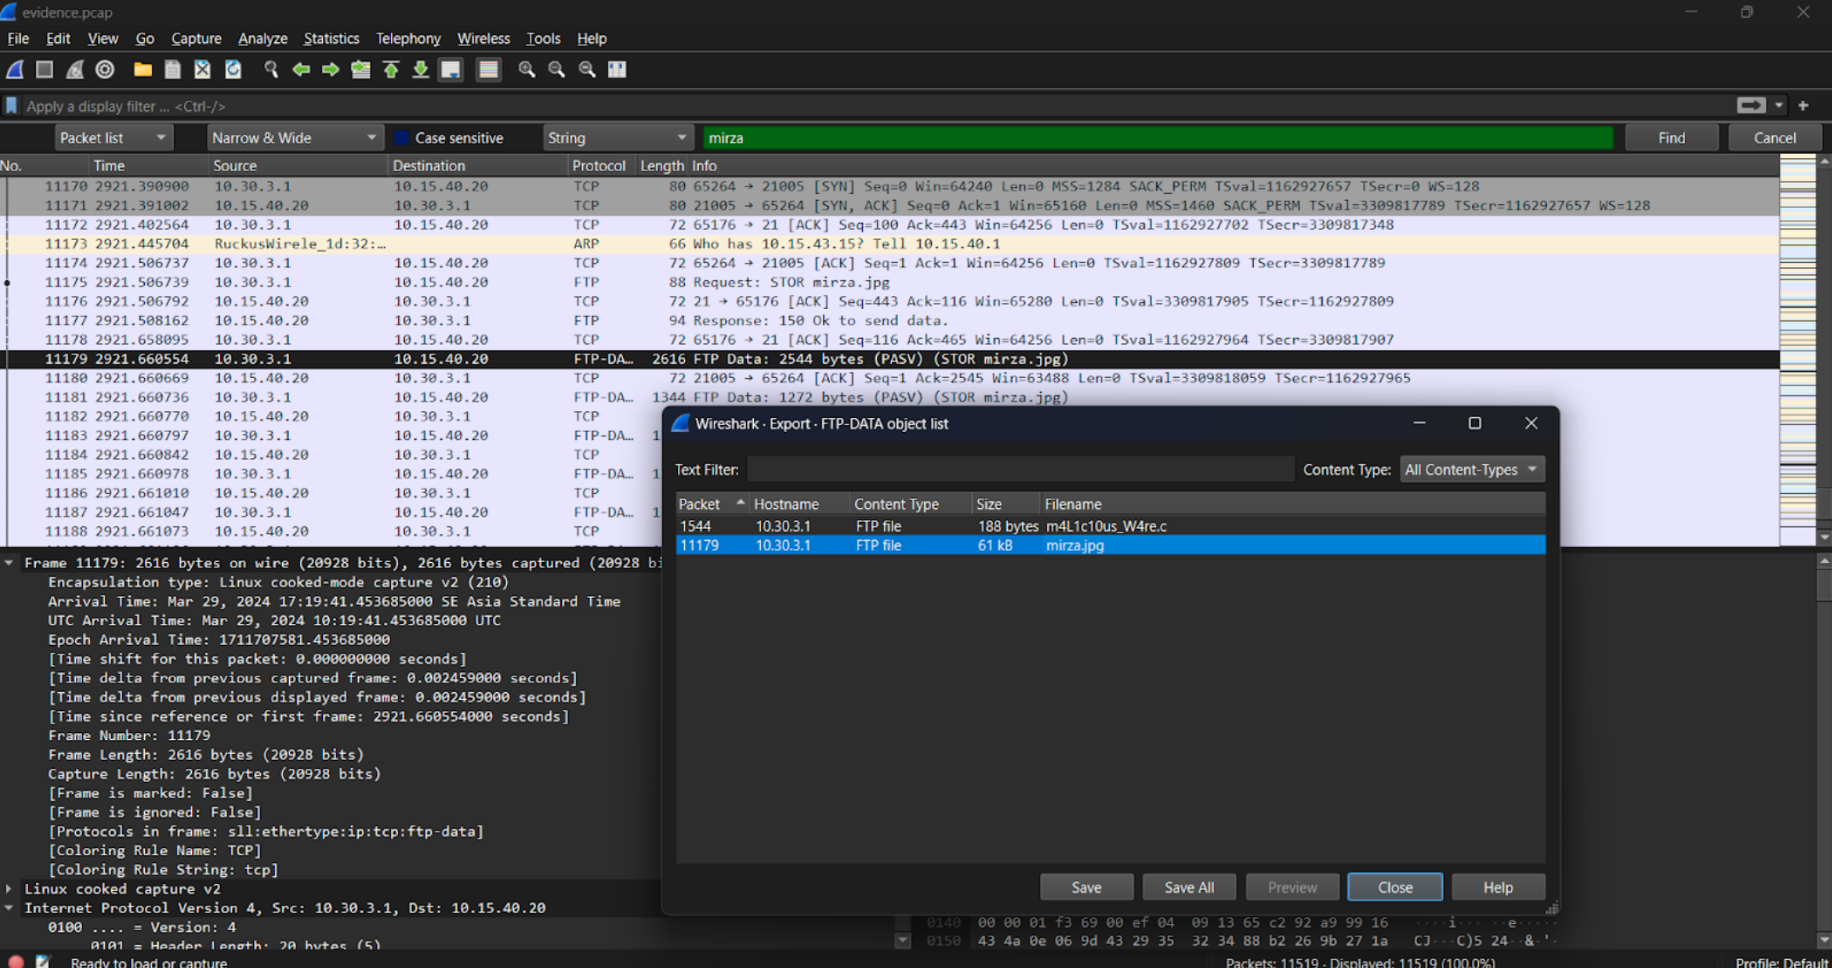 evidence.pcap
File Edit View Go Capture Analyze Statistics Telephony Wireless Tools Help
Apply a display filter ... <Ctrl-/>
Packet list Narrow & Wide Case sensitive String mirza Find Cancel
No. Time Source Destination Protocol Length Info
11170 2921.390900 10.30.3.1 10.15.40.20 TCP 80 65264 → 21005 [SYN] Seq=0 Win=64240 Len=0 MSS=1284 SACK_PERM TSval=1162927657 TSecr=0 WS=128
11171 2921.391002 10.15.40.20 10.30.3.1 TCP 80 21005 → 65264 [SYN, ACK] Seq=0 Ack=1 Win=65160 Len=0 MSS=1460 SACK_PERM TSval=3309817789 TSecr=1162927657 WS=128
11172 2921.402564 10.30.3.1 10.15.40.20 TCP 72 65176 → 21 [ACK] Seq=100 Ack=443 Win=64256 Len=0 TSval=1162927702 TSecr=3309817348
11173 2921.445704 RuckusWirele_1d:32:... ARP 66 Who has 10.15.43.15? Tell 10.15.40.1
11174 2921.506737 10.30.3.1 10.15.40.20 TCP 72 65264 → 21005 [ACK] Seq=1 Ack=1 Win=64256 Len=0 TSval=1162927809 TSecr=3309817789
11175 2921.506739 10.30.3.1 10.15.40.20 FTP 88 Request: STOR mirza.jpg
11176 2921.506792 10.15.40.20 10.30.3.1 TCP 72 21 → 65176 [ACK] Seq=443 Ack=116 Win=65280 Len=0 TSval=3309817905 TSecr=1162927809
11177 2921.508162 10.15.40.20 10.30.3.1 FTP 94 Response: 150 Ok to send data.
11178 2921.658095 10.30.3.1 10.15.40.20 TCP 72 65176 → 21 [ACK] Seq=116 Ack=465 Win=64256 Len=0 TSval=1162927964 TSecr=3309817907
11179 2921.660554 10.30.3.1 10.15.40.20 FTP-DA... 2616 FTP Data: 2544 bytes (PASV) (STOR mirza.jpg)
11180 2921.660669 10.15.40.20 10.30.3.1 TCP 72 21005 → 65264 [ACK] Seq=1 Ack=2545 Win=63488 Len=0 TSval=3309818059 TSecr=1162927965
11181 2921.660736 10.30.3.1 10.15.40.20 FTP-DA... 1344 FTP Data: 1272 bytes (PASV) (STOR mirza.jpg)
11182 2921.660770 10.15.40.20 10.30.3.1 TCP
11183 2921.660797 10.30.3.1 10.15.40.20 FTP-DA... 1
11184 2921.660842 10.15.40.20 10.30.3.1 TCP
11185 2921.660978 10.30.3.1 10.15.40.20 FTP-DA... 1
11186 2921.661010 10.15.40.20 10.30.3.1 TCP
11187 2921.661047 10.30.3.1 10.15.40.20 FTP-DA... 1
11188 2921.661073 10.15.40.20 10.30.3.1 TCP
Wireshark · Export · FTP-DATA object list
Text Filter: Content Type: All Content-Types
Packet Hostname Content Type Size Filename
1544 10.30.3.1 FTP file 188 bytes m4L1c10us_W4re.c
11179 10.30.3.1 FTP file 61 kB mirza.jpg
Save Save All Preview Close Help
Frame 11179: 2616 bytes on wire (20928 bits), 2616 bytes captured (20928 bi
Encapsulation type: Linux cooked-mode capture v2 (210)
Arrival Time: Mar 29, 2024 17:19:41.453685000 SE Asia Standard Time
UTC Arrival Time: Mar 29, 2024 10:19:41.453685000 UTC
Epoch Arrival Time: 1711707581.453685000
[Time shift for this packet: 0.000000000 seconds]
[Time delta from previous captured frame: 0.002459000 seconds]
[Time delta from previous displayed frame: 0.002459000 seconds]
[Time since reference or first frame: 2921.660554000 seconds]
Frame Number: 11179
Frame Length: 2616 bytes (20928 bits)
Capture Length: 2616 bytes (20928 bits)
[Frame is marked: False]
[Frame is ignored: False]
[Protocols in frame: sll:ethertype:ip:tcp:ftp-data]
[Coloring Rule Name: TCP]
[Coloring Rule String: tcp]
Linux cooked capture v2
Internet Protocol Version 4, Src: 10.30.3.1, Dst: 10.15.40.20
0100 .... = Version: 4
.... 0101 = Header Length: 20 bytes (5)
0140 00 00 01 f3 69 00 ef 04 09 13 65 c2 92 a9 99 16 ····i··· ··e·····
0150 43 4a 0e 06 9d 43 29 35 32 34 88 b2 26 9b 27 1a CJ···C)5 24··&·'·
Ready to load or capture
Packets: 11519 · Displayed: 11519 (100.0%)
Profile: Default